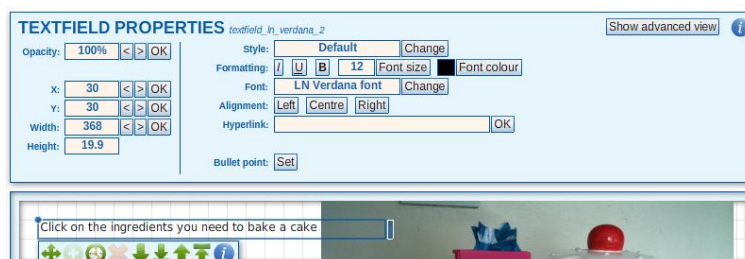 TEXTFIELD PROPERTIES textfield_ln_verdana_2 Show advanced view i
Opacity: 100% < > OK Style: Default Change
Formatting: I U B 12 Font size Font colour
X: 30 < > OK Font: LN Verdana font Change
Y: 30 < > OK Alignment: Left Centre Right
Width: 368 < > OK Hyperlink: OK
Height: 19.9
Bullet point: Set
Click on the ingredients you need to bake a cake
i